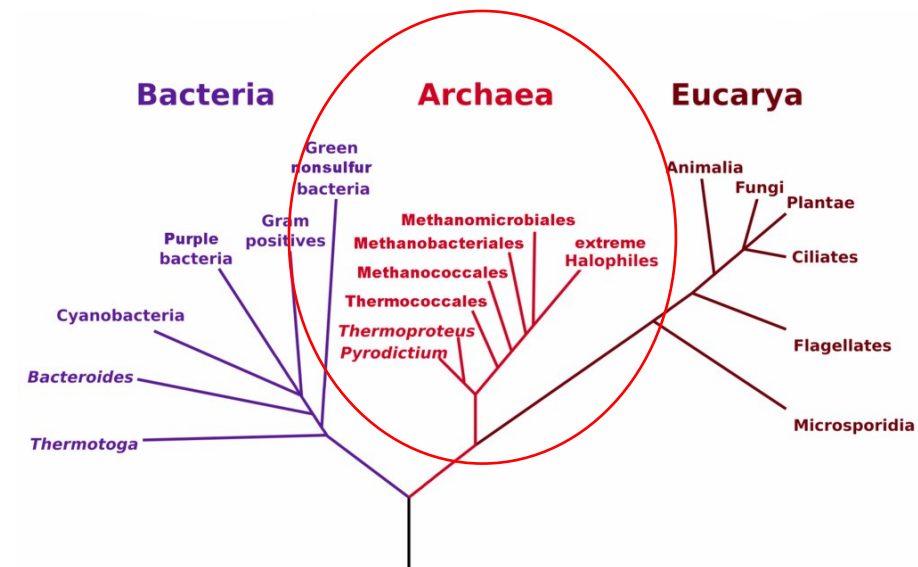 Bacteria
Archaea
Eucarya
Green
nonsulfur
bacteria
Gram
positives
Purple
bacteria
Cyanobacteria
Bacteroides
Thermotoga
Methanomicrobiales
Methanobacteriales
Methanococcales
Thermococcales
Thermoproteus
Pyrodictium
extreme
Halophiles
Animalia
Fungi
Plantae
Ciliates
Flagellates
Microsporidia